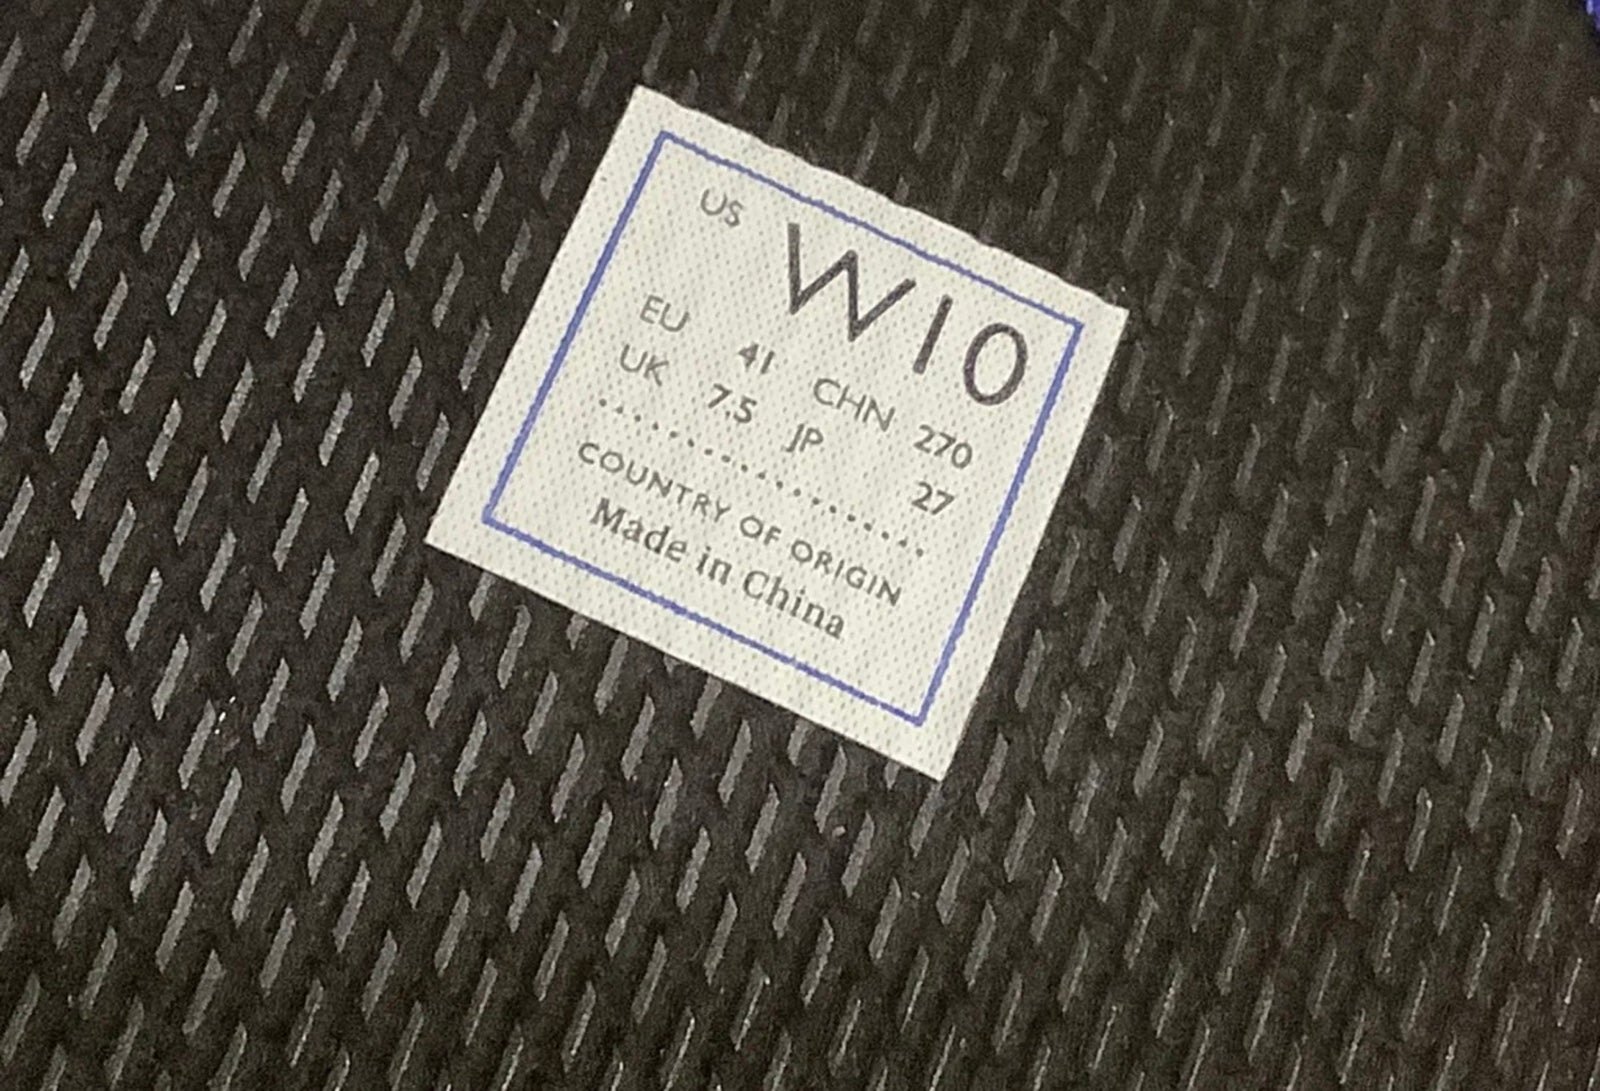 US W10
EU 41 CHN 270
UK 7.5 JP 27
COUNTRY OF ORIGIN
Made in China